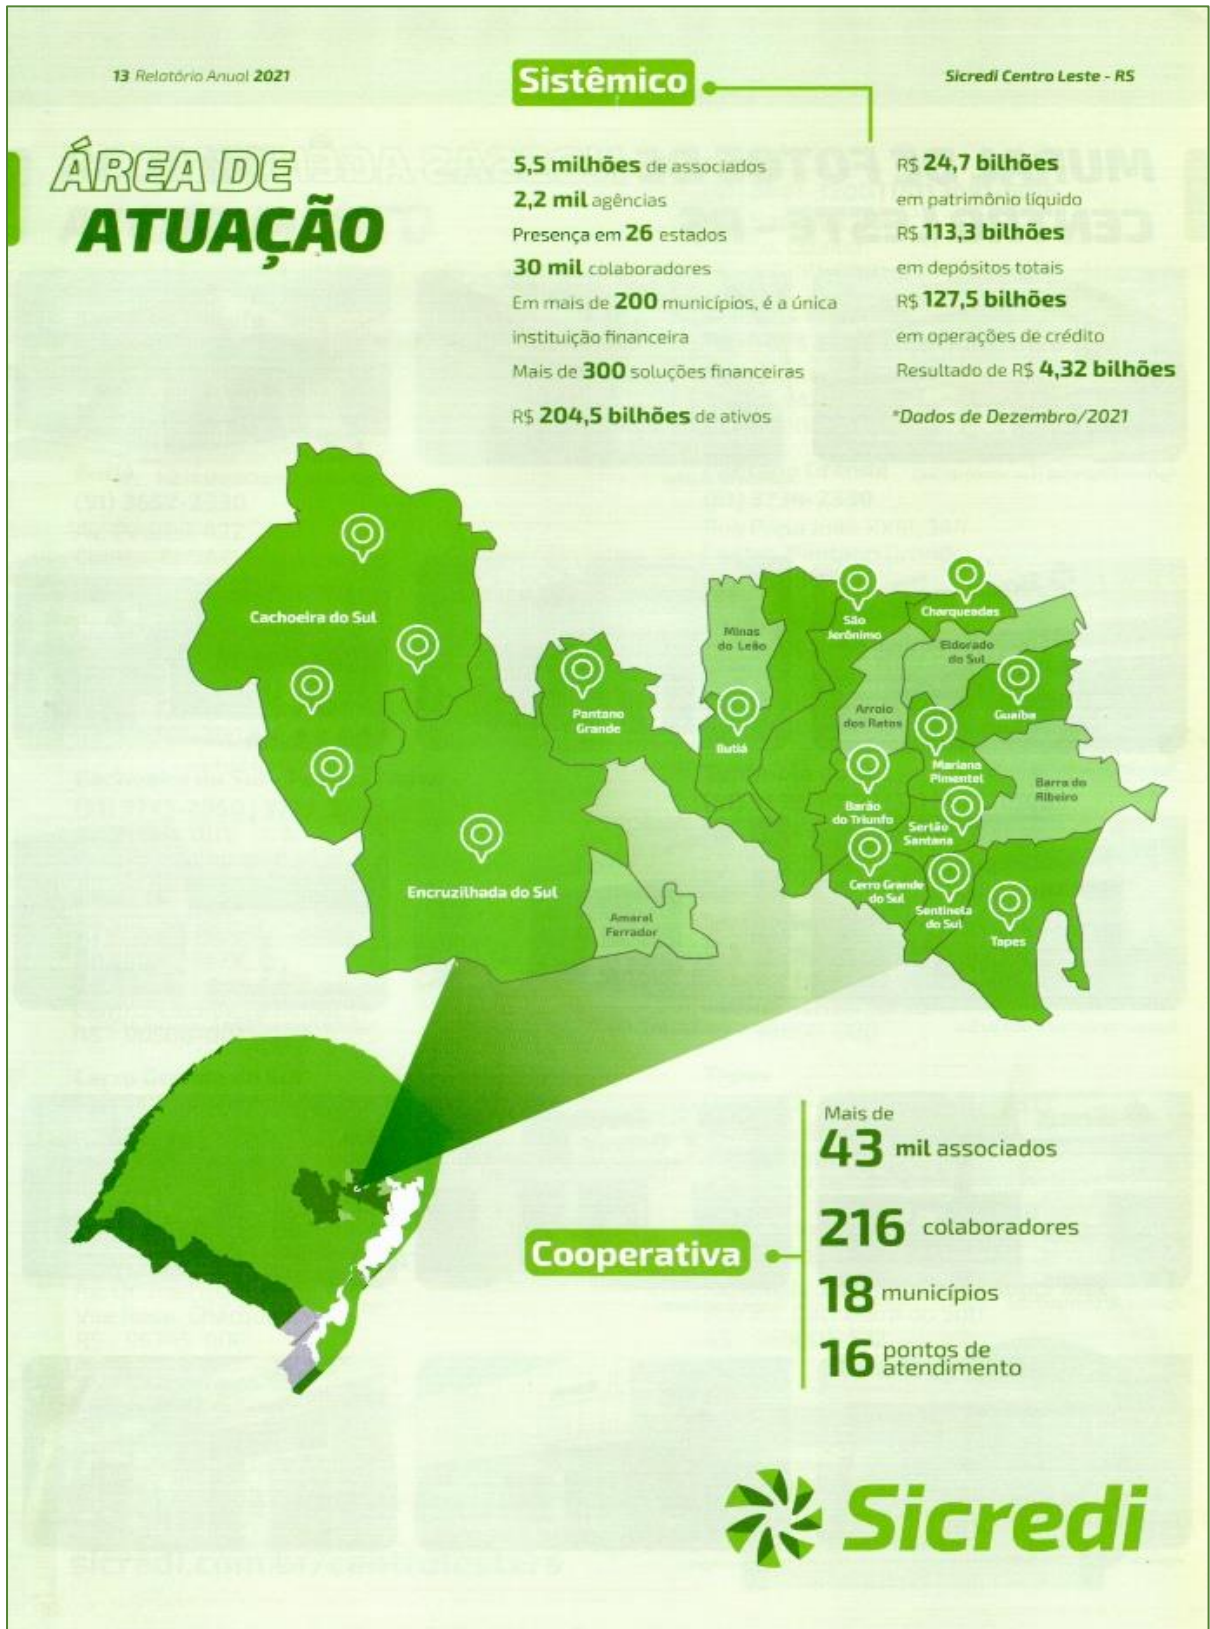 13 Relatório Anual 2021
Sistêmico
Sicredi Centro Leste - RS
ÁREA DE
ATUAÇÃO
5,5 milhões de associados
2,2 mil agências
Presença em 26 estados
30 mil colaboradores
Em mais de 200 municípios, é a única
instituição financeira
Mais de 300 soluções financeiras
R$ 204,5 bilhões de ativos
R$ 24,7 bilhões
em patrimônio líquido
R$ 113,3 bilhões
em depósitos totais
R$ 127,5 bilhões
em operações de crédito
Resultado de R$ 4,32 bilhões
*Dados de Dezembro/2021
Cachoeira do Sul
Encruzilhada do Sul
Amaral
Ferrador
Pantano
Grande
Minas
do Leão
Butiá
São
Jerônimo
Charqueadas
Eldorado
do Sul
Arroio
dos Ratos
Guaíba
Mariana
Pimentel
Barra do
Ribeiro
Barão
do Triunfo
Sertão
Santana
Cerro Grande
do Sul
Sentinela
do Sul
Tapes
Cooperativa
Mais de
43 mil associados
216 colaboradores
18 municípios
16 pontos de
atendimento
Sicredi